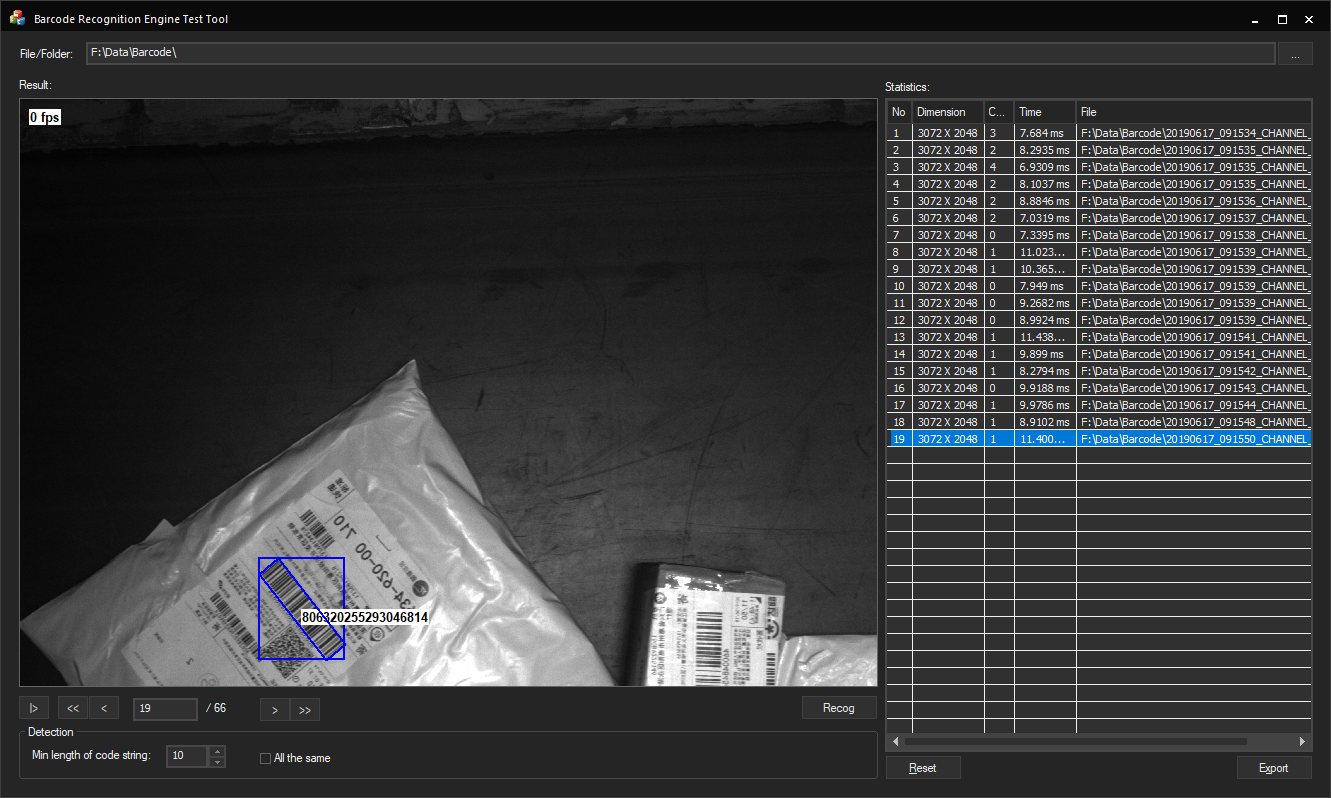 Barcode Recognition Engine Test Tool
File/Folder: F:\Data\Barcode\ ...
Result:
0 fps
806320255293046814
|> << < 19 / 66 > >> Recog
Detection
Min length of code string: 10 All the same
Statistics:
No Dimension C... Time File
1 3072 X 2048 3 7.684 ms F:\Data\Barcode\20190617_091534_CHANNEL_
2 3072 X 2048 2 8.2935 ms F:\Data\Barcode\20190617_091535_CHANNEL_
3 3072 X 2048 4 6.9309 ms F:\Data\Barcode\20190617_091535_CHANNEL_
4 3072 X 2048 2 8.1037 ms F:\Data\Barcode\20190617_091535_CHANNEL_
5 3072 X 2048 2 8.8846 ms F:\Data\Barcode\20190617_091536_CHANNEL_
6 3072 X 2048 2 7.0319 ms F:\Data\Barcode\20190617_091537_CHANNEL_
7 3072 X 2048 0 7.3395 ms F:\Data\Barcode\20190617_091538_CHANNEL_
8 3072 X 2048 1 11.023... F:\Data\Barcode\20190617_091539_CHANNEL_
9 3072 X 2048 1 10.365... F:\Data\Barcode\20190617_091539_CHANNEL_
10 3072 X 2048 0 7.949 ms F:\Data\Barcode\20190617_091539_CHANNEL_
11 3072 X 2048 0 9.2682 ms F:\Data\Barcode\20190617_091539_CHANNEL_
12 3072 X 2048 0 8.9924 ms F:\Data\Barcode\20190617_091539_CHANNEL_
13 3072 X 2048 1 11.438... F:\Data\Barcode\20190617_091541_CHANNEL_
14 3072 X 2048 1 9.899 ms F:\Data\Barcode\20190617_091541_CHANNEL_
15 3072 X 2048 1 8.2794 ms F:\Data\Barcode\20190617_091542_CHANNEL_
16 3072 X 2048 0 9.9188 ms F:\Data\Barcode\20190617_091543_CHANNEL_
17 3072 X 2048 1 9.9786 ms F:\Data\Barcode\20190617_091544_CHANNEL_
18 3072 X 2048 1 8.9102 ms F:\Data\Barcode\20190617_091548_CHANNEL_
19 3072 X 2048 1 11.400... F:\Data\Barcode\20190617_091550_CHANNEL_
Reset Export